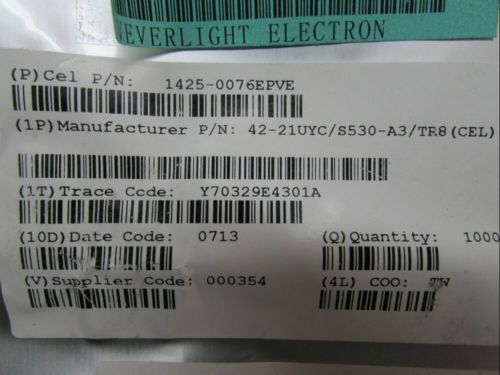 EVERLIGHT ELECTRON
(P)Cel P/N: 1425-0076EPVE
(1P)Manufacturer P/N: 42-21UYC/S530-A3/TR8(CEL)
(1T)Trace Code: Y70329E4301A
(10D)Date Code: 0713 (Q)Quantity: 1000
(V)Supplier Code: 000354 (4L) COO: TW